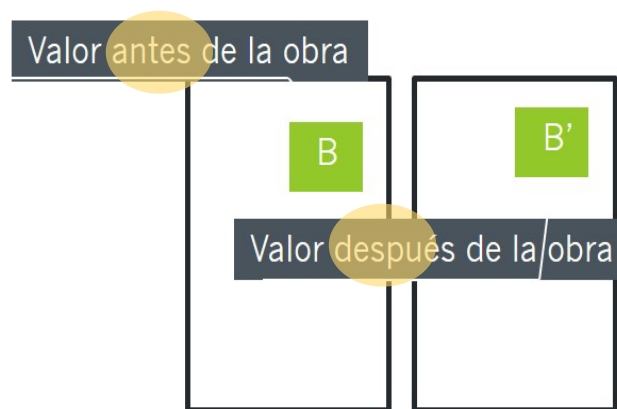 Valor antes de la obra
B
B’
Valor después de la obra